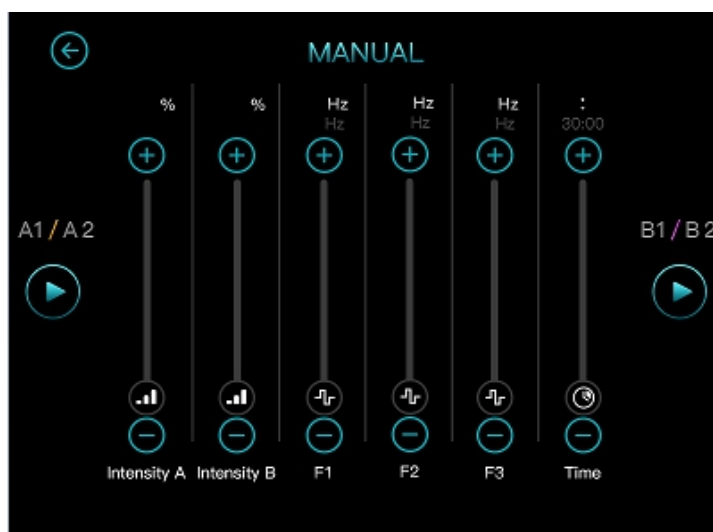 MANUAL
% % Hz Hz Hz :
Hz Hz Hz 30:00
A1/A2 B1/B2
Intensity A Intensity B F1 F2 F3 Time